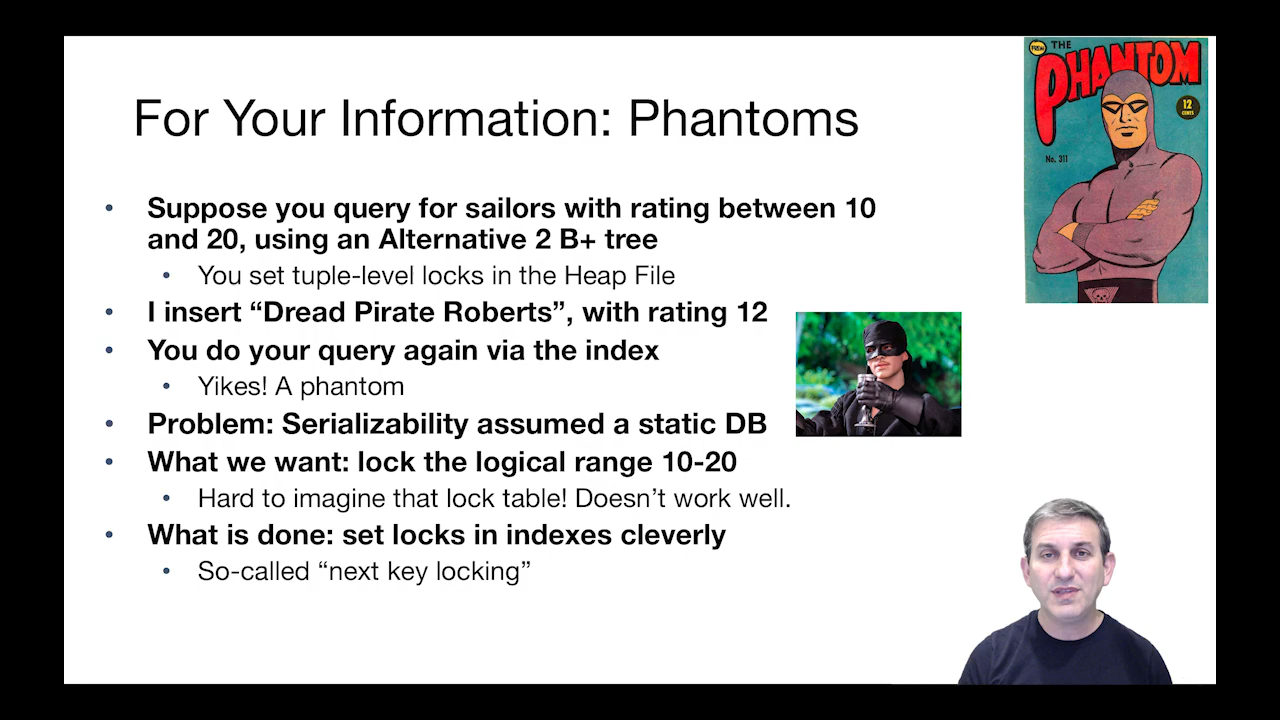 FREW
THE
PHANTOM
12
CENTS
No. 311
For Your Information: Phantoms
• Suppose you query for sailors with rating between 10
and 20, using an Alternative 2 B+ tree
• You set tuple-level locks in the Heap File
• I insert “Dread Pirate Roberts”, with rating 12
• You do your query again via the index
• Yikes! A phantom
• Problem: Serializability assumed a static DB
• What we want: lock the logical range 10-20
• Hard to imagine that lock table! Doesn’t work well.
• What is done: set locks in indexes cleverly
• So-called “next key locking”